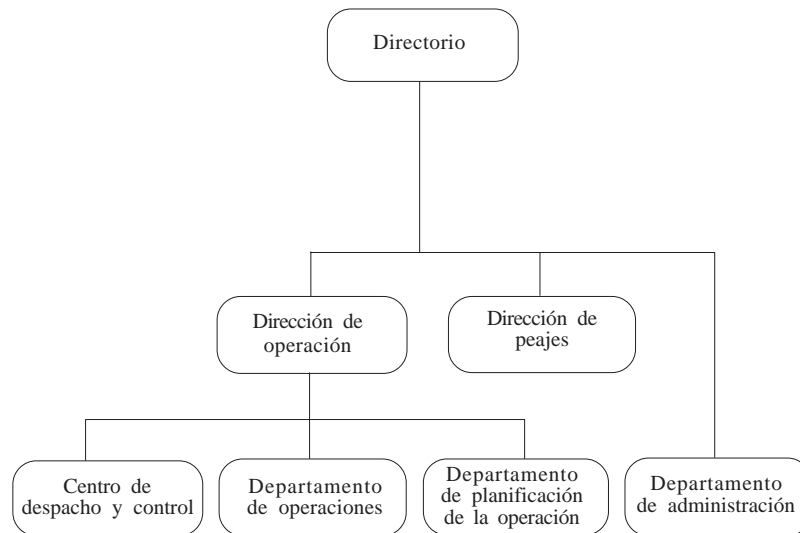 Directorio
Dirección de
operación
Dirección de
peajes
Centro de
despacho y control
Departamento
de operaciones
Departamento
de planificación
de la operación
Departamento
de administración